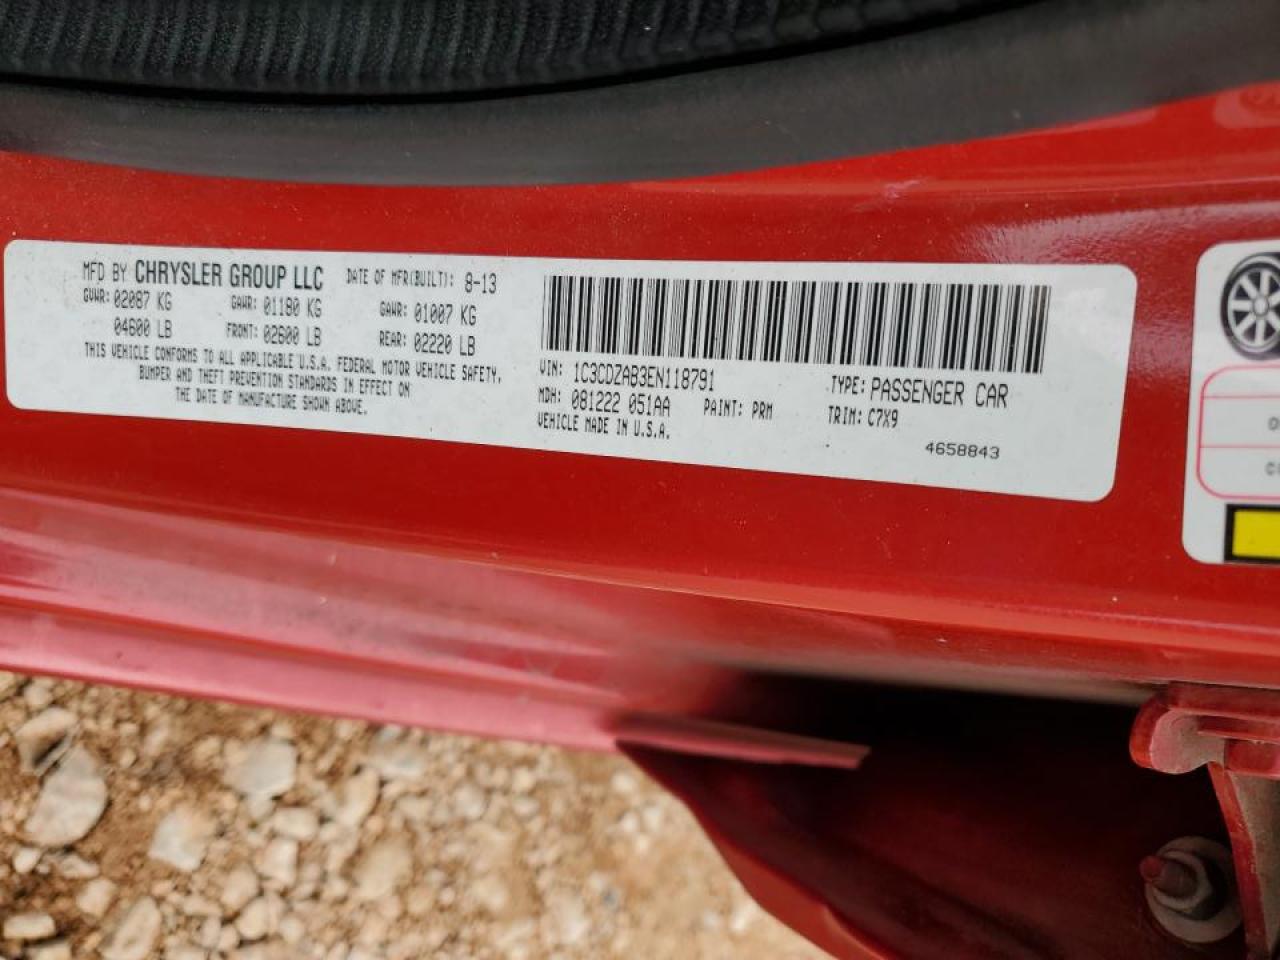 MFD BY CHRYSLER GROUP LLC DATE OF MFR(BUILT): 8-13
GVWR: 02087 KG GAWR: 01180 KG GAWR: 01007 KG
04600 LB FRONT: 02600 LB REAR: 02220 LB
THIS VEHICLE CONFORMS TO ALL APPLICABLE U.S.A. FEDERAL MOTOR VEHICLE SAFETY,
BUMPER AND THEFT PREVENTION STANDARDS IN EFFECT ON
THE DATE OF MANUFACTURE SHOWN ABOVE.
VIN: 1C3CDZAB3EN118791 TYPE: PASSENGER CAR
MDH: 081222 051AA PAINT: PRM TRIM: C7X9
VEHICLE MADE IN U.S.A.
4658843